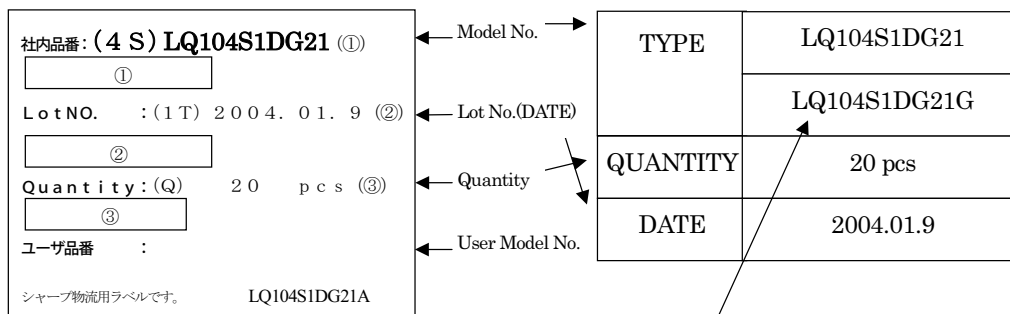 社内品番：(４Ｓ) LQ104S1DG21 (①)
①
LotNO. ：(1T) 2004. 01. 9 (②)
②
Quantity：(Q) 20 pcs (③)
③
ユーザ品番 ：
シャープ物流用ラベルです。 LQ104S1DG21A
Model No.
Lot No.(DATE)
Quantity
User Model No.
TYPE LQ104S1DG21
LQ104S1DG21G
QUANTITY 20 pcs
DATE 2004.01.9